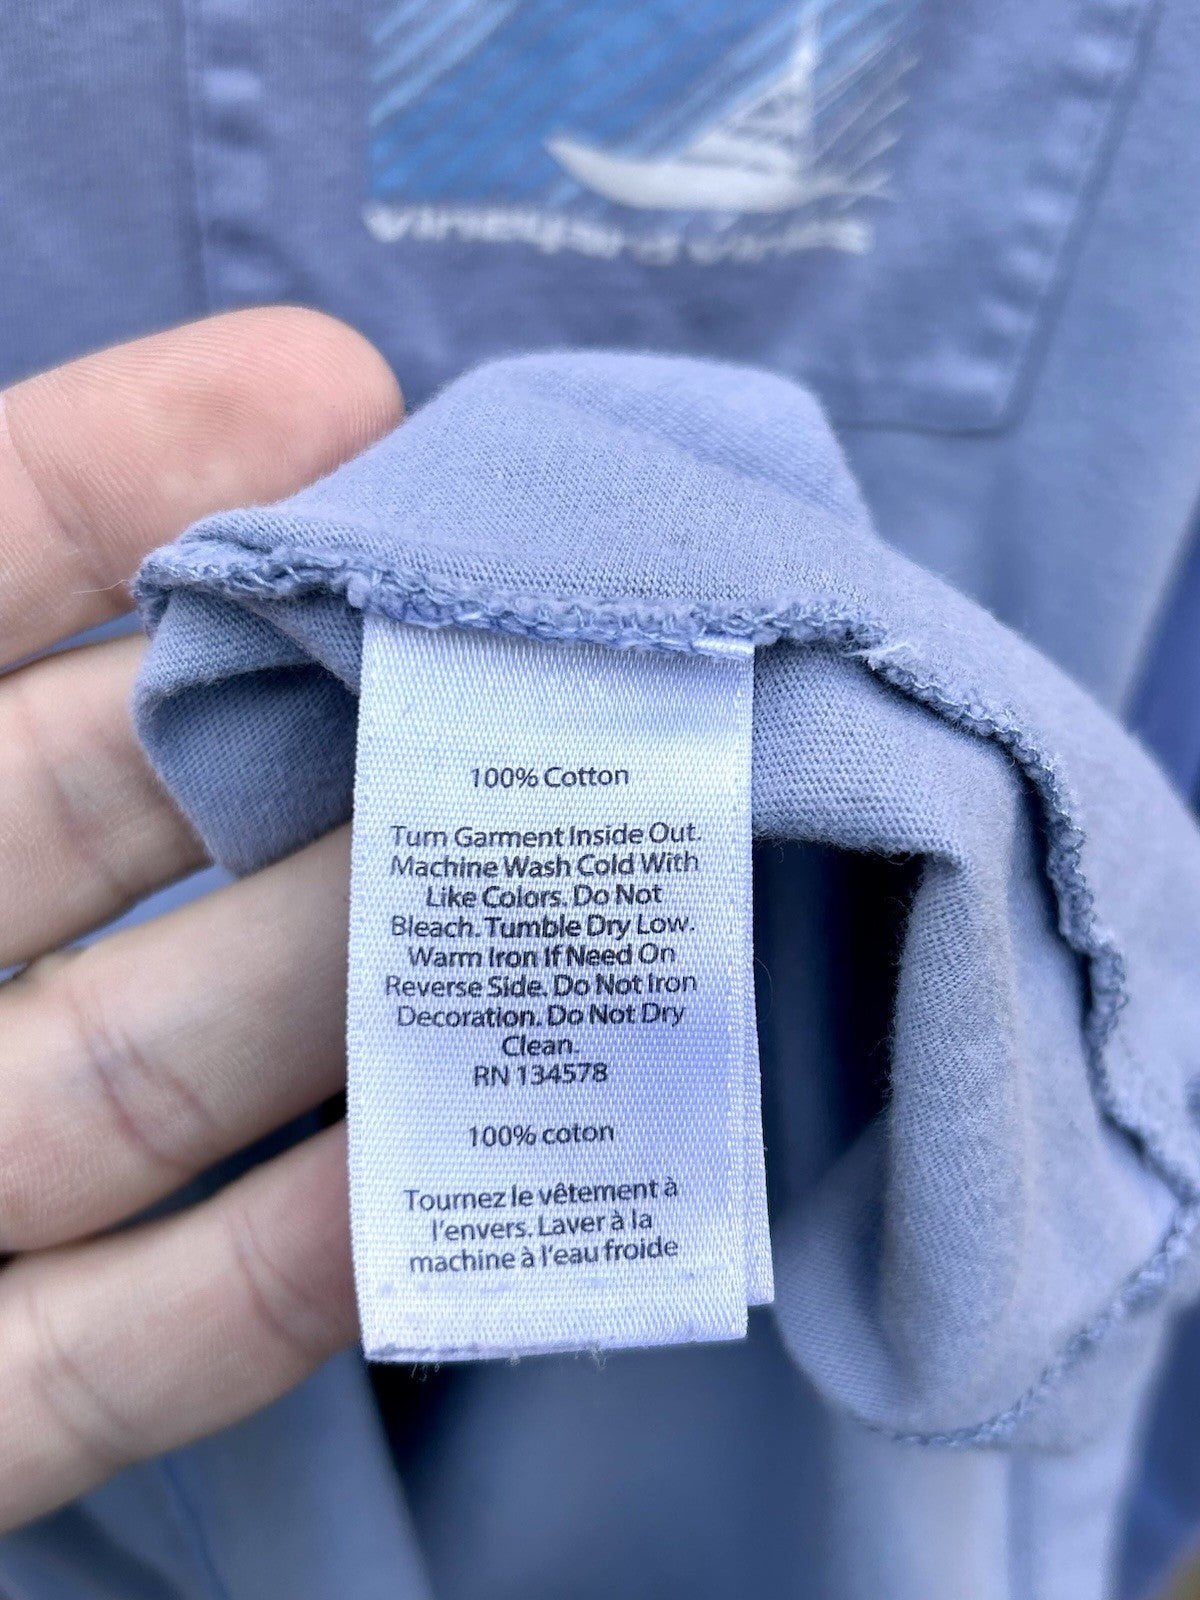 vineyard vines
100% Cotton
Turn Garment Inside Out.
Machine Wash Cold With
Like Colors. Do Not
Bleach. Tumble Dry Low.
Warm Iron If Need On
Reverse Side. Do Not Iron
Decoration. Do Not Dry
Clean.
RN 134578
100% coton
Tournez le vêtement à
l'envers. Laver à la
machine à l'eau froide